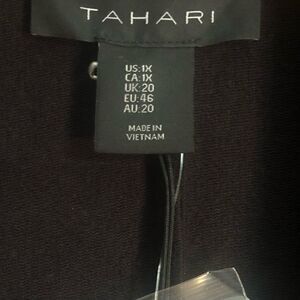 TAHARI
US:1X
CA:1X
UK:20
EU:46
AU:20
MADE IN
VIETNAM